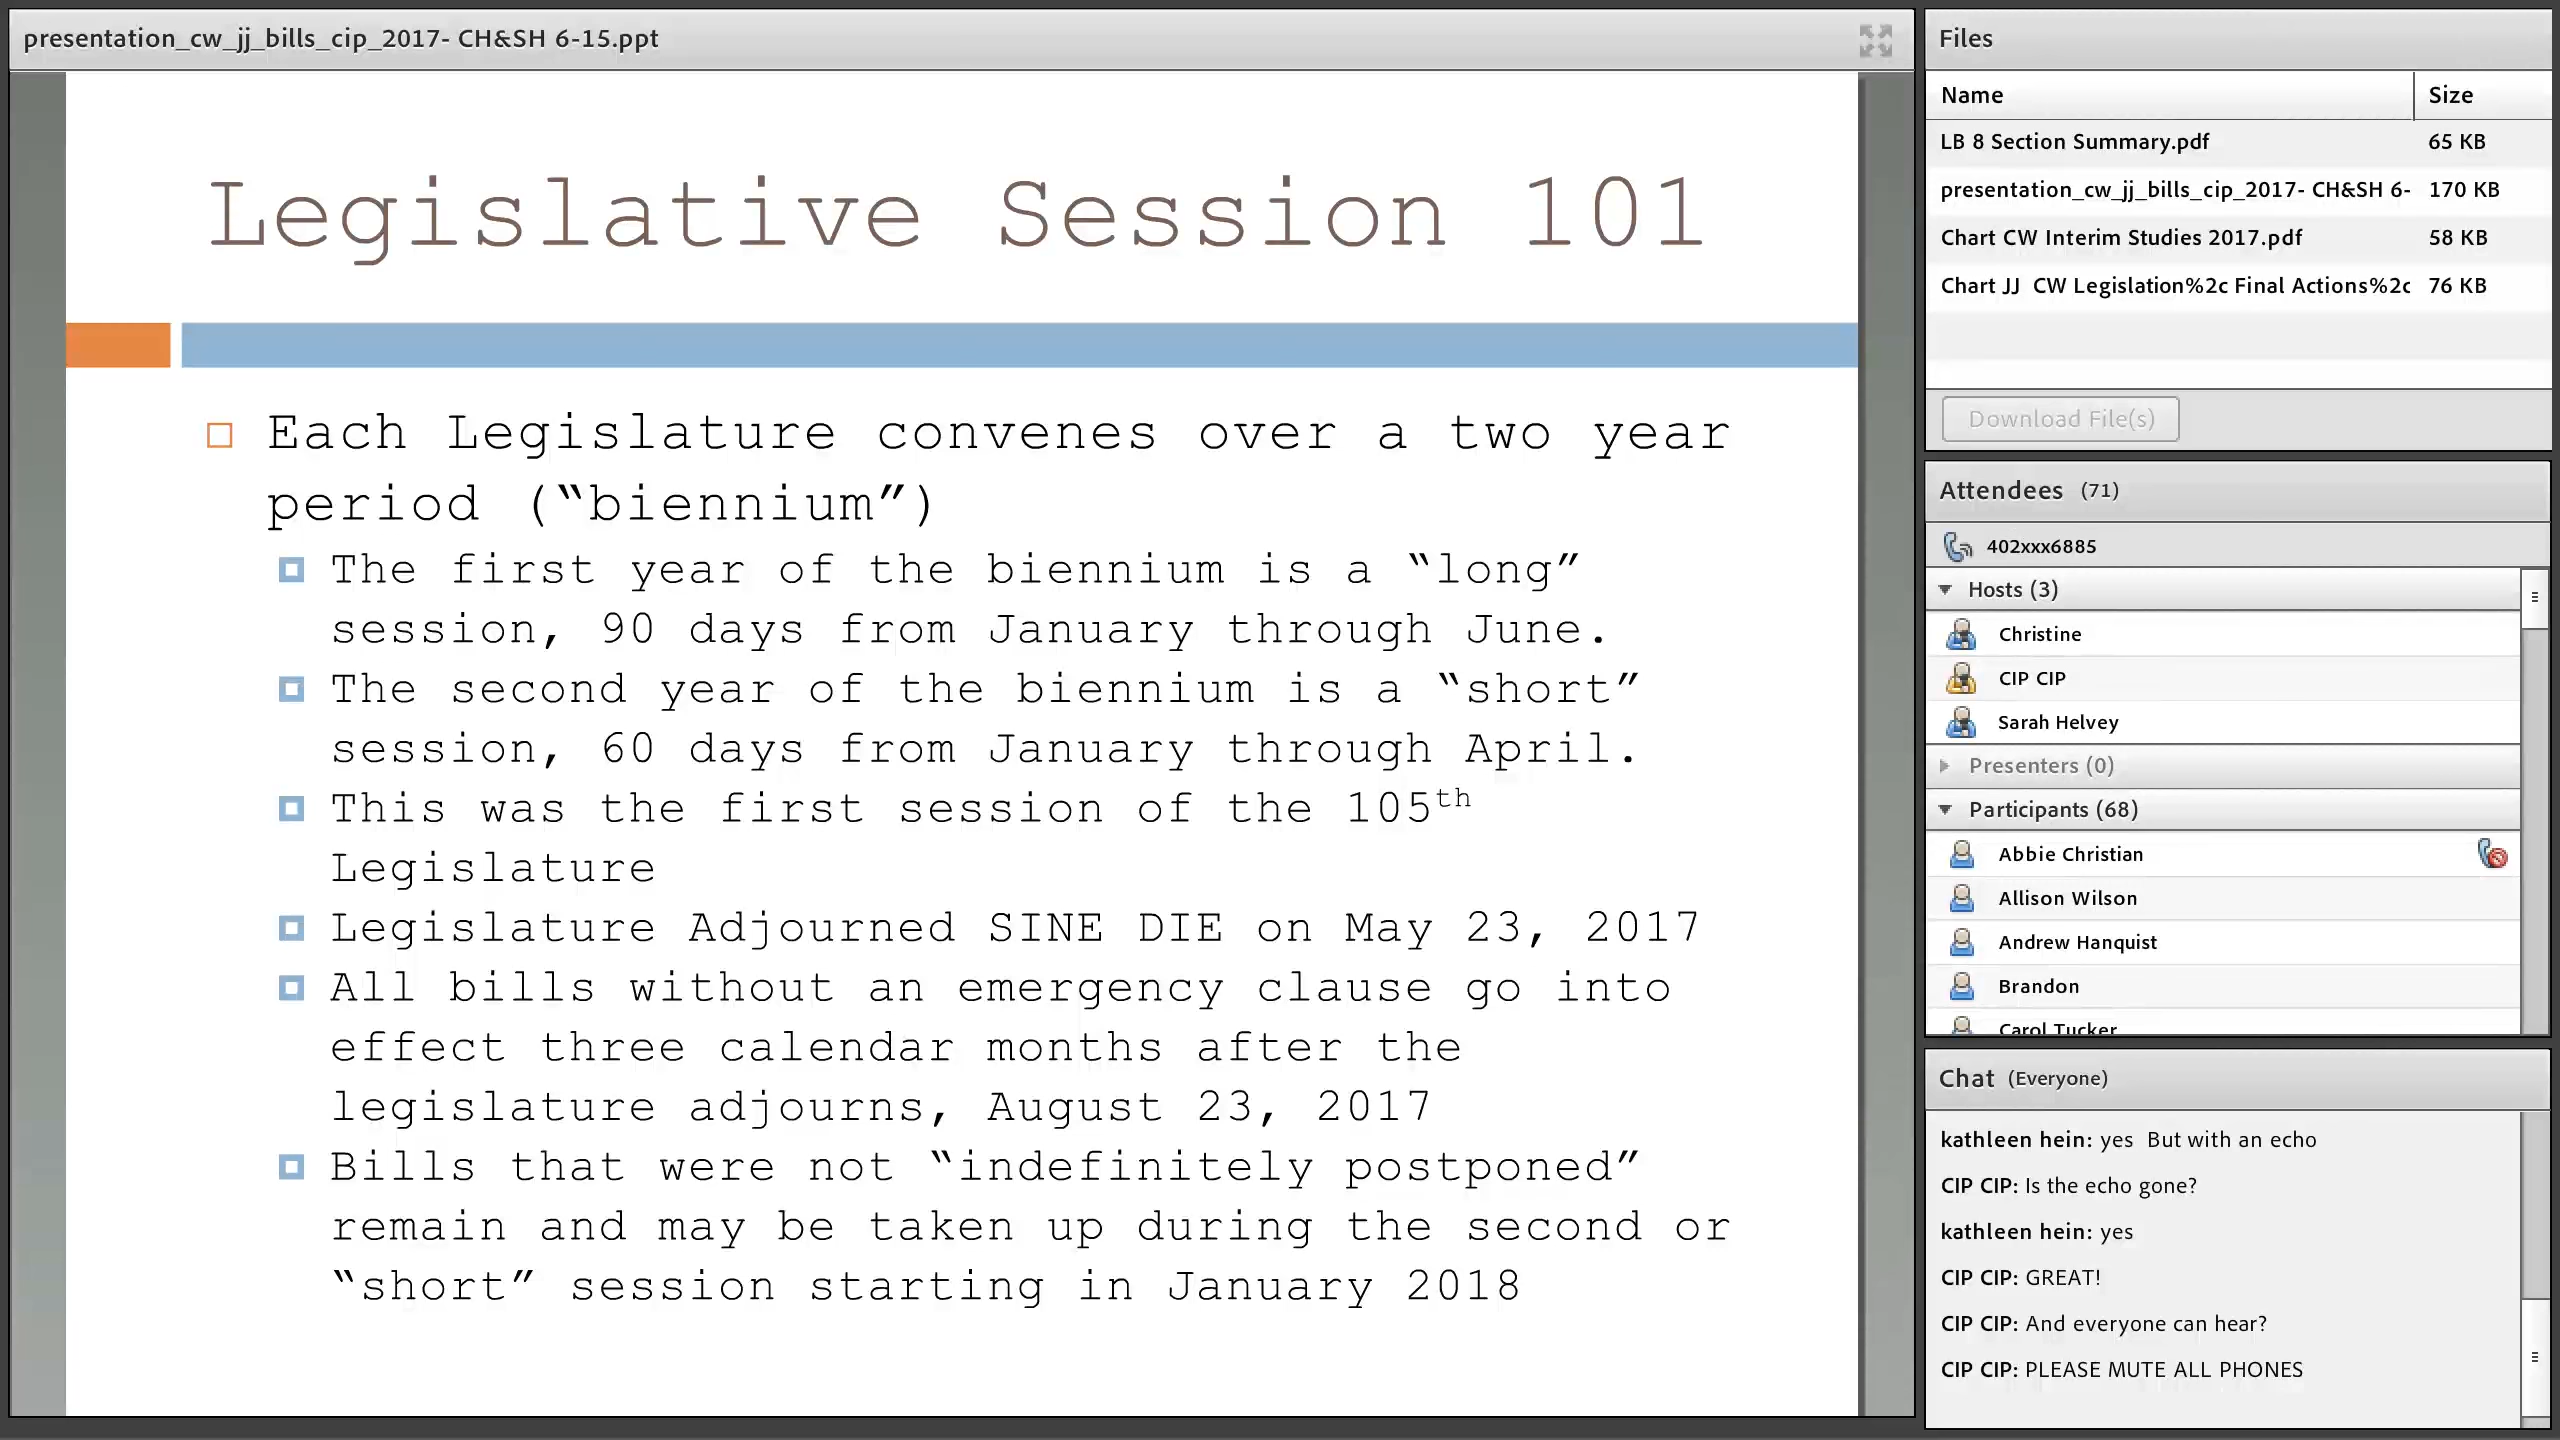 presentation_cw_jj_bills_cip_2017- CH&SH 6-15.ppt
Legislative Session 101
Each Legislature convenes over a two year
period (“biennium”)
The first year of the biennium is a “long”
session, 90 days from January through June.
The second year of the biennium is a “short”
session, 60 days from January through April.
This was the first session of the 105th
Legislature
Legislature Adjourned SINE DIE on May 23, 2017
All bills without an emergency clause go into
effect three calendar months after the
legislature adjourns, August 23, 2017
Bills that were not “indefinitely postponed”
remain and may be taken up during the second or
“short” session starting in January 2018
Files
Name Size
LB 8 Section Summary.pdf 65 KB
presentation_cw_jj_bills_cip_2017- CH&SH 6- 170 KB
Chart CW Interim Studies 2017.pdf 58 KB
Chart JJ  CW Legislation%2c Final Actions%2c 76 KB
Download File(s)
Attendees (71)
402xxx6885
Hosts (3)
Christine
CIP CIP
Sarah Helvey
Presenters (0)
Participants (68)
Abbie Christian
Allison Wilson
Andrew Hanquist
Brandon
Carol Tucker
Chat (Everyone)
kathleen hein: yes  But with an echo
CIP CIP: Is the echo gone?
kathleen hein: yes
CIP CIP: GREAT!
CIP CIP: And everyone can hear?
CIP CIP: PLEASE MUTE ALL PHONES